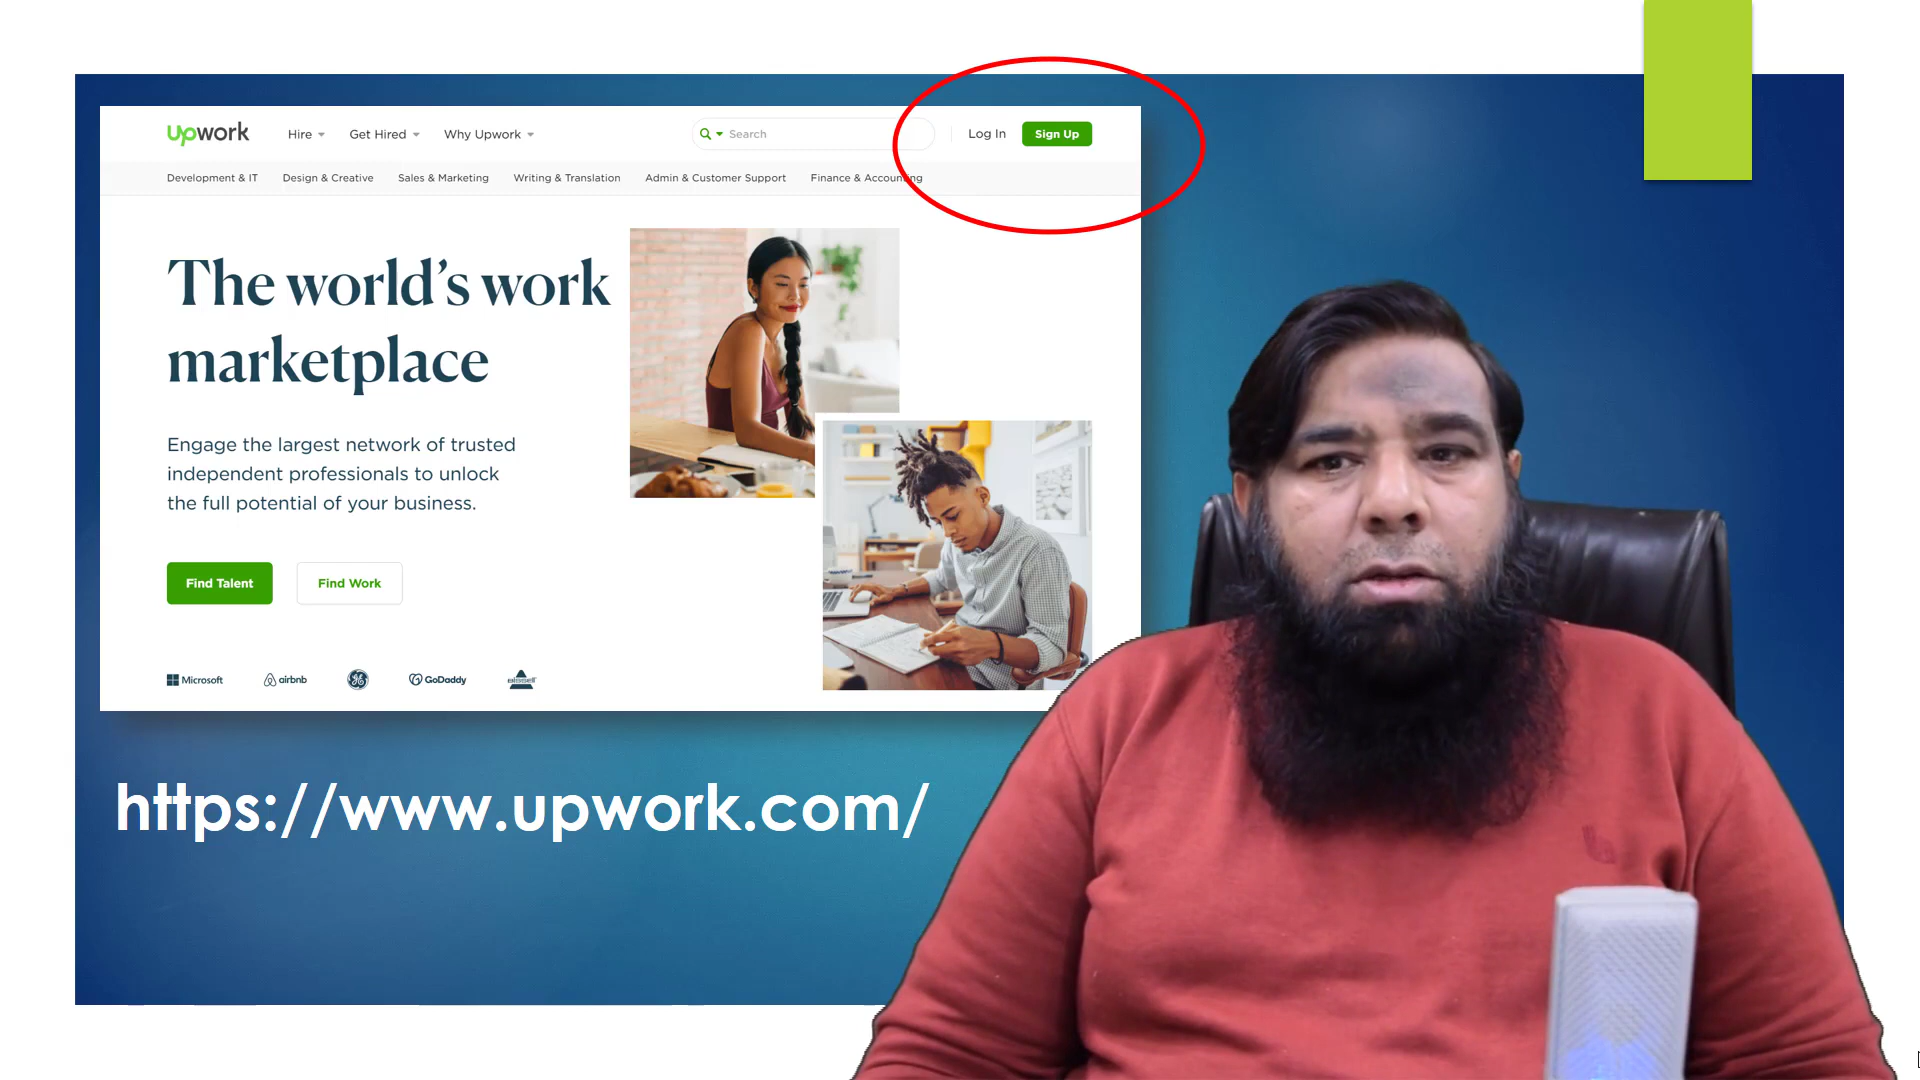 Upwork
Hire
Get Hired
Why Upwork
Search
Log In
Sign Up
Development & IT
Design & Creative
Sales & Marketing
Writing & Translation
Admin & Customer Support
Finance & Accounting
The world's work
marketplace
Engage the largest network of trusted
independent professionals to unlock
the full potential of your business.
Find Talent
Find Work
Microsoft
airbnb
GE
GoDaddy
BISSELL
https://www.upwork.com/